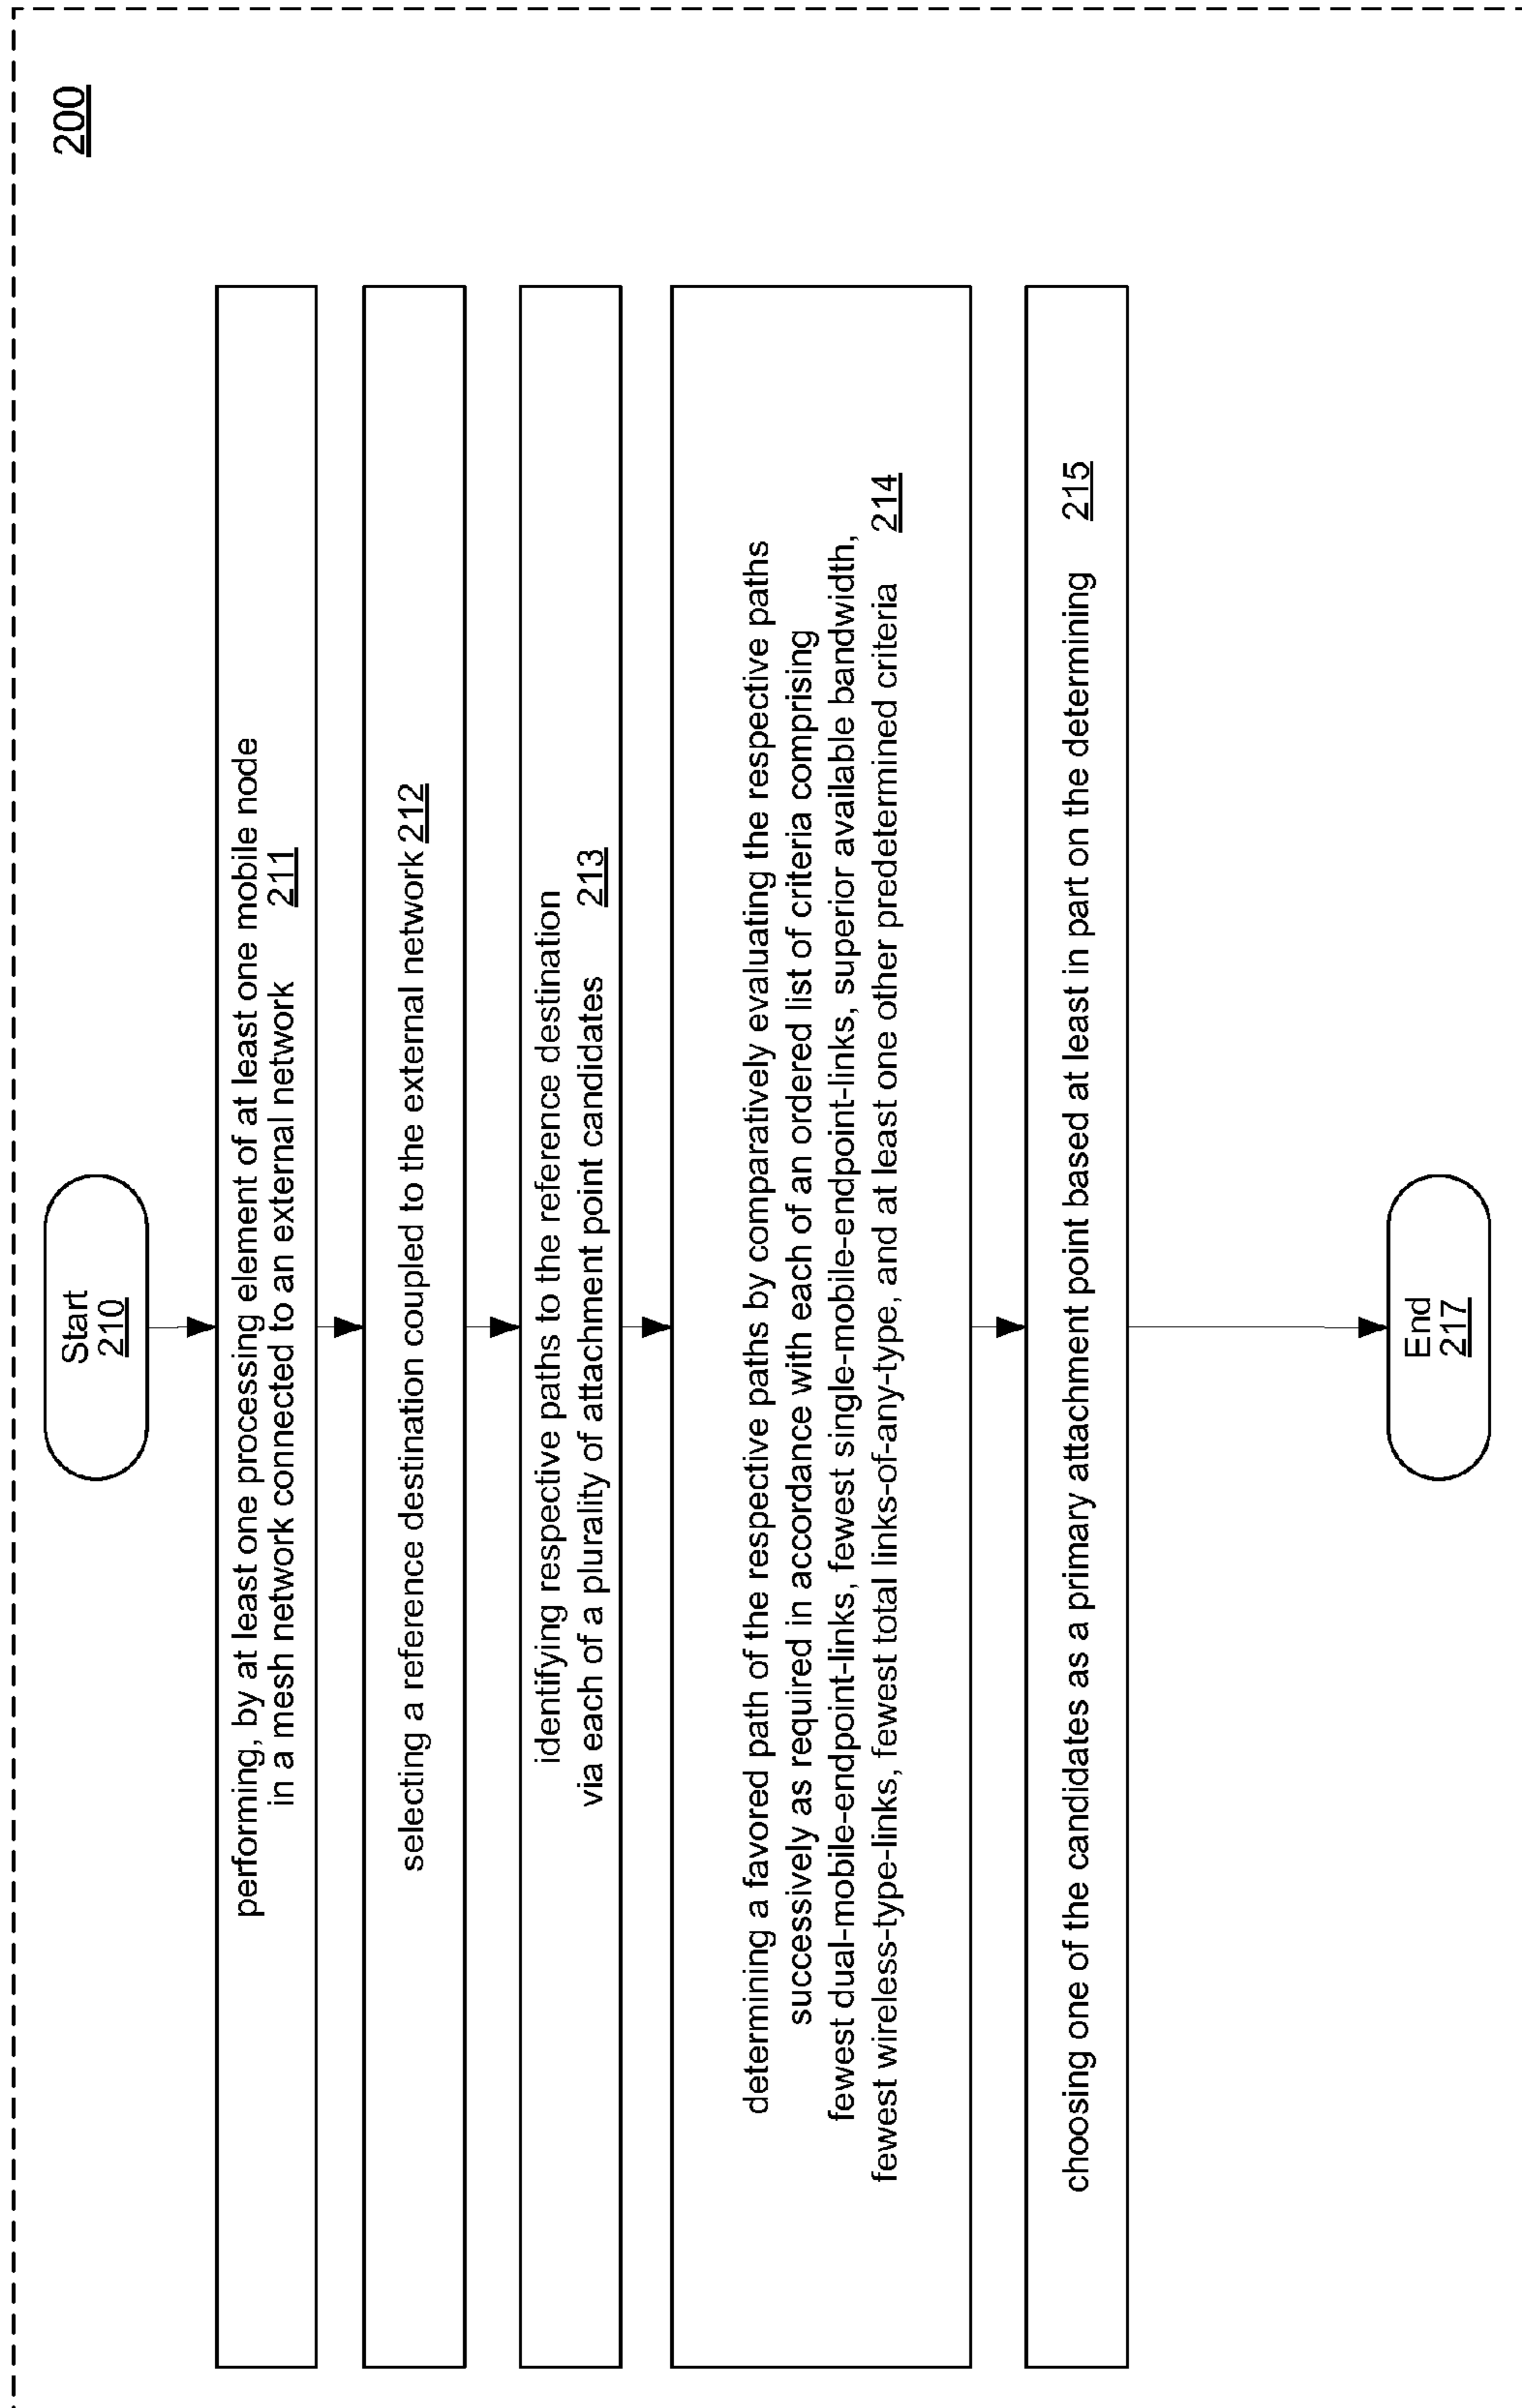 200
Start
210
performing, by at least one processing element of at least one mobile node
in a mesh network connected to an external network 211
selecting a reference destination coupled to the external network 212
identifying respective paths to the reference destination
via each of a plurality of attachment point candidates 213
determining a favored path of the respective paths by comparatively evaluating the respective paths
successively as required in accordance with each of an ordered list of criteria comprising
fewest dual-mobile-endpoint-links, fewest single-mobile-endpoint-links, superior available bandwidth,
fewest wireless-type-links, fewest total links-of-any-type, and at least one other predetermined criteria 214
choosing one of the candidates as a primary attachment point based at least in part on the determining 215
End
217